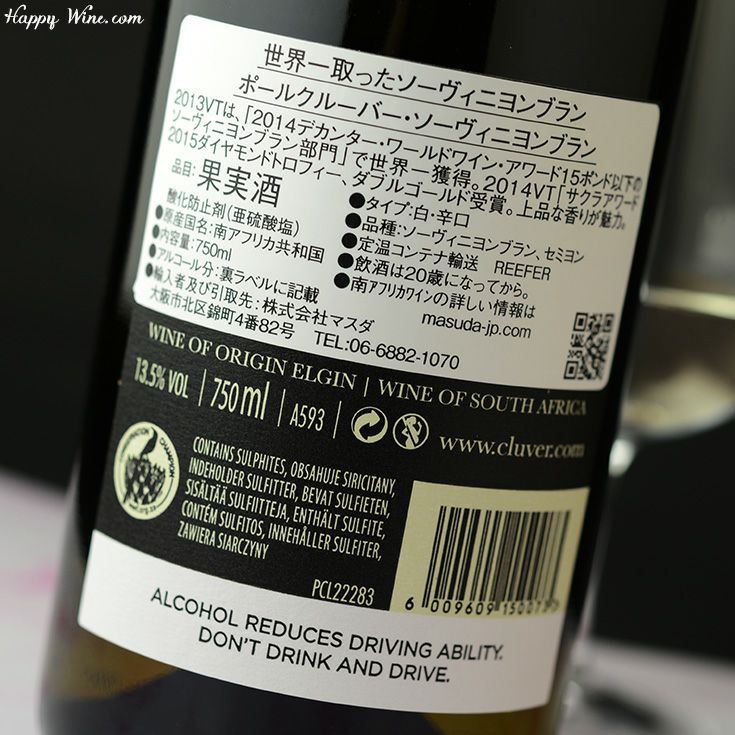 Happy Wine.com
世界一取ったソーヴィニヨンブラン
ポールクルーバー・ソーヴィニヨンブラン
2013VTは、「2014デカンター・ワールドワイン・アワード15ポンド以下の
ソーヴィニヨンブラン部門」で世界一獲得。2014VT「サクラアワード
2015ダイヤモンドトロフィー、ダブルゴールド受賞。上品な香りが魅力。
品目: 果実酒
酸化防止剤(亜硫酸塩)
●原産国名:南アフリカ共和国
●内容量:750ml
●アルコール分:裏ラベルに記載
●輸入者及び引取先:株式会社マスダ
大阪市北区錦町4番82号 TEL:06-6882-1070
●タイプ:白・辛口
●品種:ソーヴィニヨンブラン、セミヨン
●定温コンテナ輸送 REEFER
●飲酒は20歳になってから。
●南アフリカワインの詳しい情報は
masuda-jp.com
WINE OF ORIGIN ELGIN | WINE OF SOUTH AFRICA
13.5% VOL | 750ml | A593 |
www.cluver.com
CHAMPION
CONTAINS SULPHITES, OBSAHUJE SIRICITANY,
INDEHOLDER SULFITTER, BEVAT SULFIETEN,
SISÄLTÄÄ SULFIITTEJA, ENTHÄLT SULFITE,
CONTÉM SULFITOS, INNEHÅLLER SULFITER,
ZAWIERA SIARCZYNY
PCL22283
6 009609 150073
ALCOHOL REDUCES DRIVING ABILITY.
DON'T DRINK AND DRIVE.